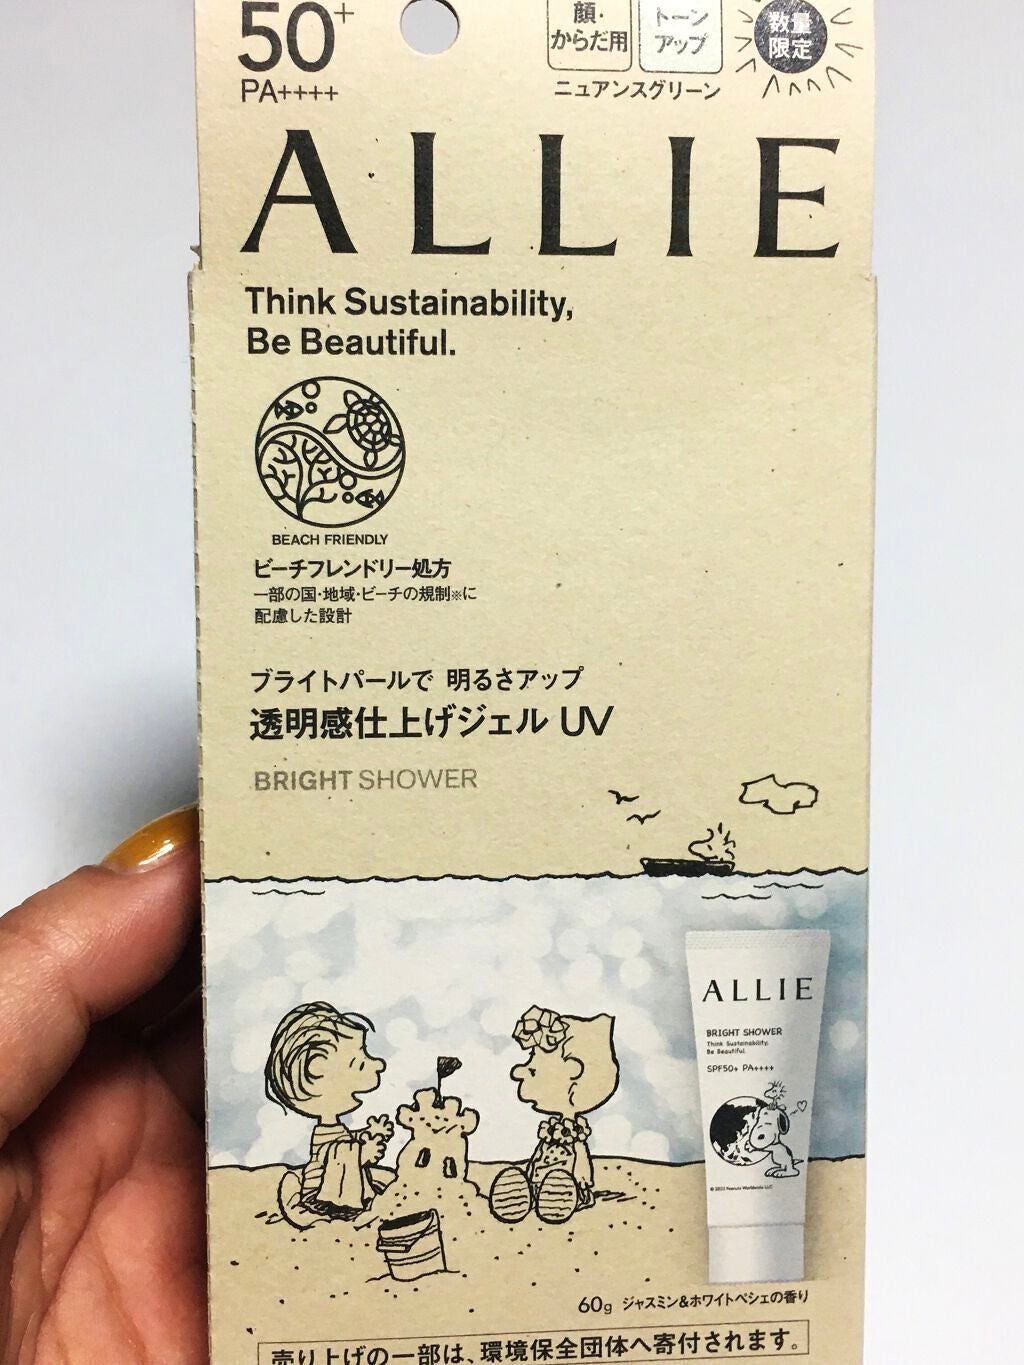 50+
PA++++
顔・
からだ用
トーン
アップ
数量
限定
ニュアンスグリーン
ALLIE
Think Sustainability,
Be Beautiful.
BEACH FRIENDLY
ビーチフレンドリー処方
一部の国・地域・ビーチの規制※に
配慮した設計
ブライトパールで 明るさアップ
透明感仕上げジェル UV
BRIGHT SHOWER
ALLIE
BRIGHT SHOWER
Think Sustainability,
Be Beautiful.
SPF50+ PA++++
60g ジャスミン&ホワイトペシェの香り
売り上げの一部は、環境保全団体へ寄付されます。